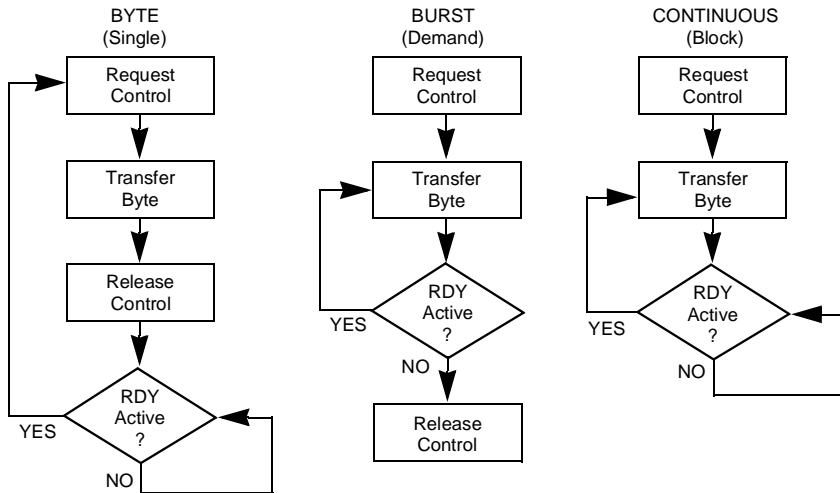 BYTE
(Single)
Request
Control
Transfer
Byte
Release
Control
RDY
Active
?
YES
NO
BURST
(Demand)
Request
Control
Transfer
Byte
RDY
Active
?
YES
NO
Release
Control
CONTINUOUS
(Block)
Request
Control
Transfer
Byte
RDY
Active
?
YES
NO